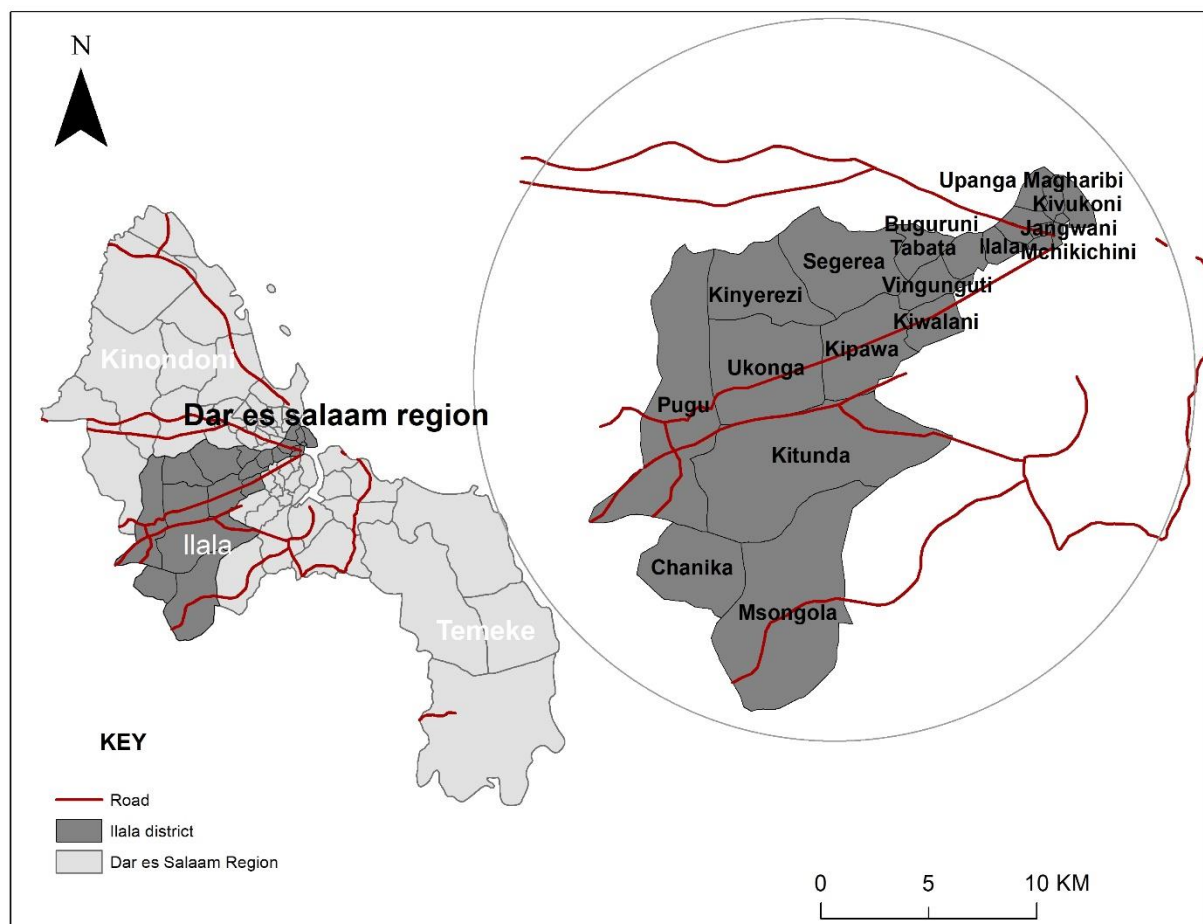 N
Kinondoni
Dar es salaam region
Ilala
Temeke
Upanga Magharibi
Kivukoni
Buguruni
Jangwani
Tabata
Ilala
Mchikichini
Segerea
Vingunguti
Kinyerezi
Kiwalani
Kipawa
Ukonga
Pugu
Kitunda
Chanika
Msongola
KEY
Road
Ilala district
Dar es Salaam Region
0 5 10 KM